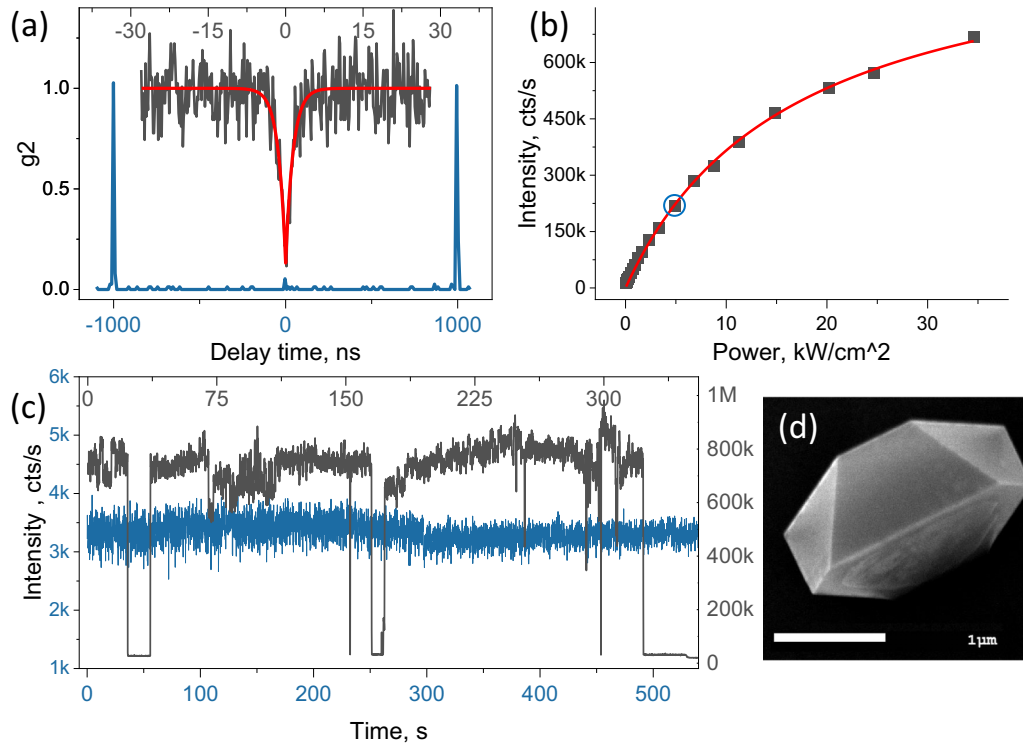 (a)
-30 -15 0 15 30
1.0
0.5
0.0
g2
-1000 0 1000
Delay time, ns
(b)
600k
450k
300k
150k
0
Intensity, cts/s
0 10 20 30
Power, kW/cm^2
(c)
0 75 150 225 300
6k
5k
4k
3k
2k
1k
Intensity , cts/s
1M
800k
600k
400k
200k
0
0 100 200 300 400 500
Time, s
(d)
1μm